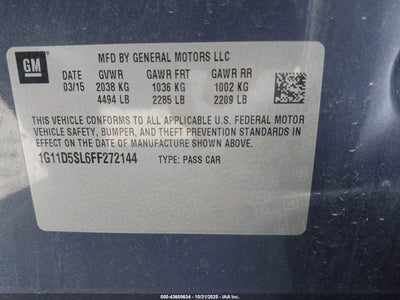 GM
MFD BY GENERAL MOTORS LLC
DATE GVWR GAWR FRT GAWR RR
03/15 2038 KG 1036 KG 1002 KG
4494 LB 2285 LB 2209 LB
THIS VEHICLE CONFORMS TO ALL APPLICABLE U.S. FEDERAL MOTOR
VEHICLE SAFETY, BUMPER, AND THEFT PREVENTION STANDARDS IN
EFFECT ON THE DATE OF MANUFACTURE SHOWN ABOVE.
1G11D5SL6FF272144 TYPE: PASS CAR
000-43600634 - 10/31/2025 - IAA Inc.